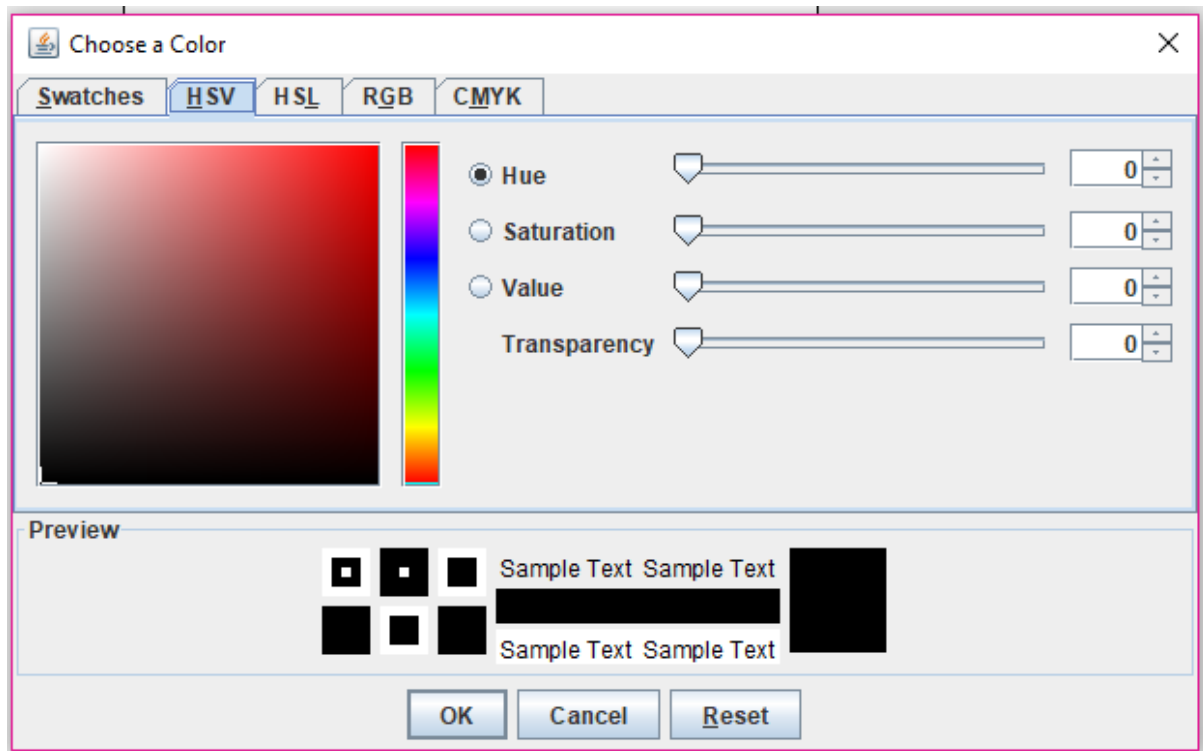 Choose a Color
Swatches HSV HSL RGB CMYK
Hue 0
Saturation 0
Value 0
Transparency 0
Preview
Sample Text Sample Text
Sample Text Sample Text
OK Cancel Reset